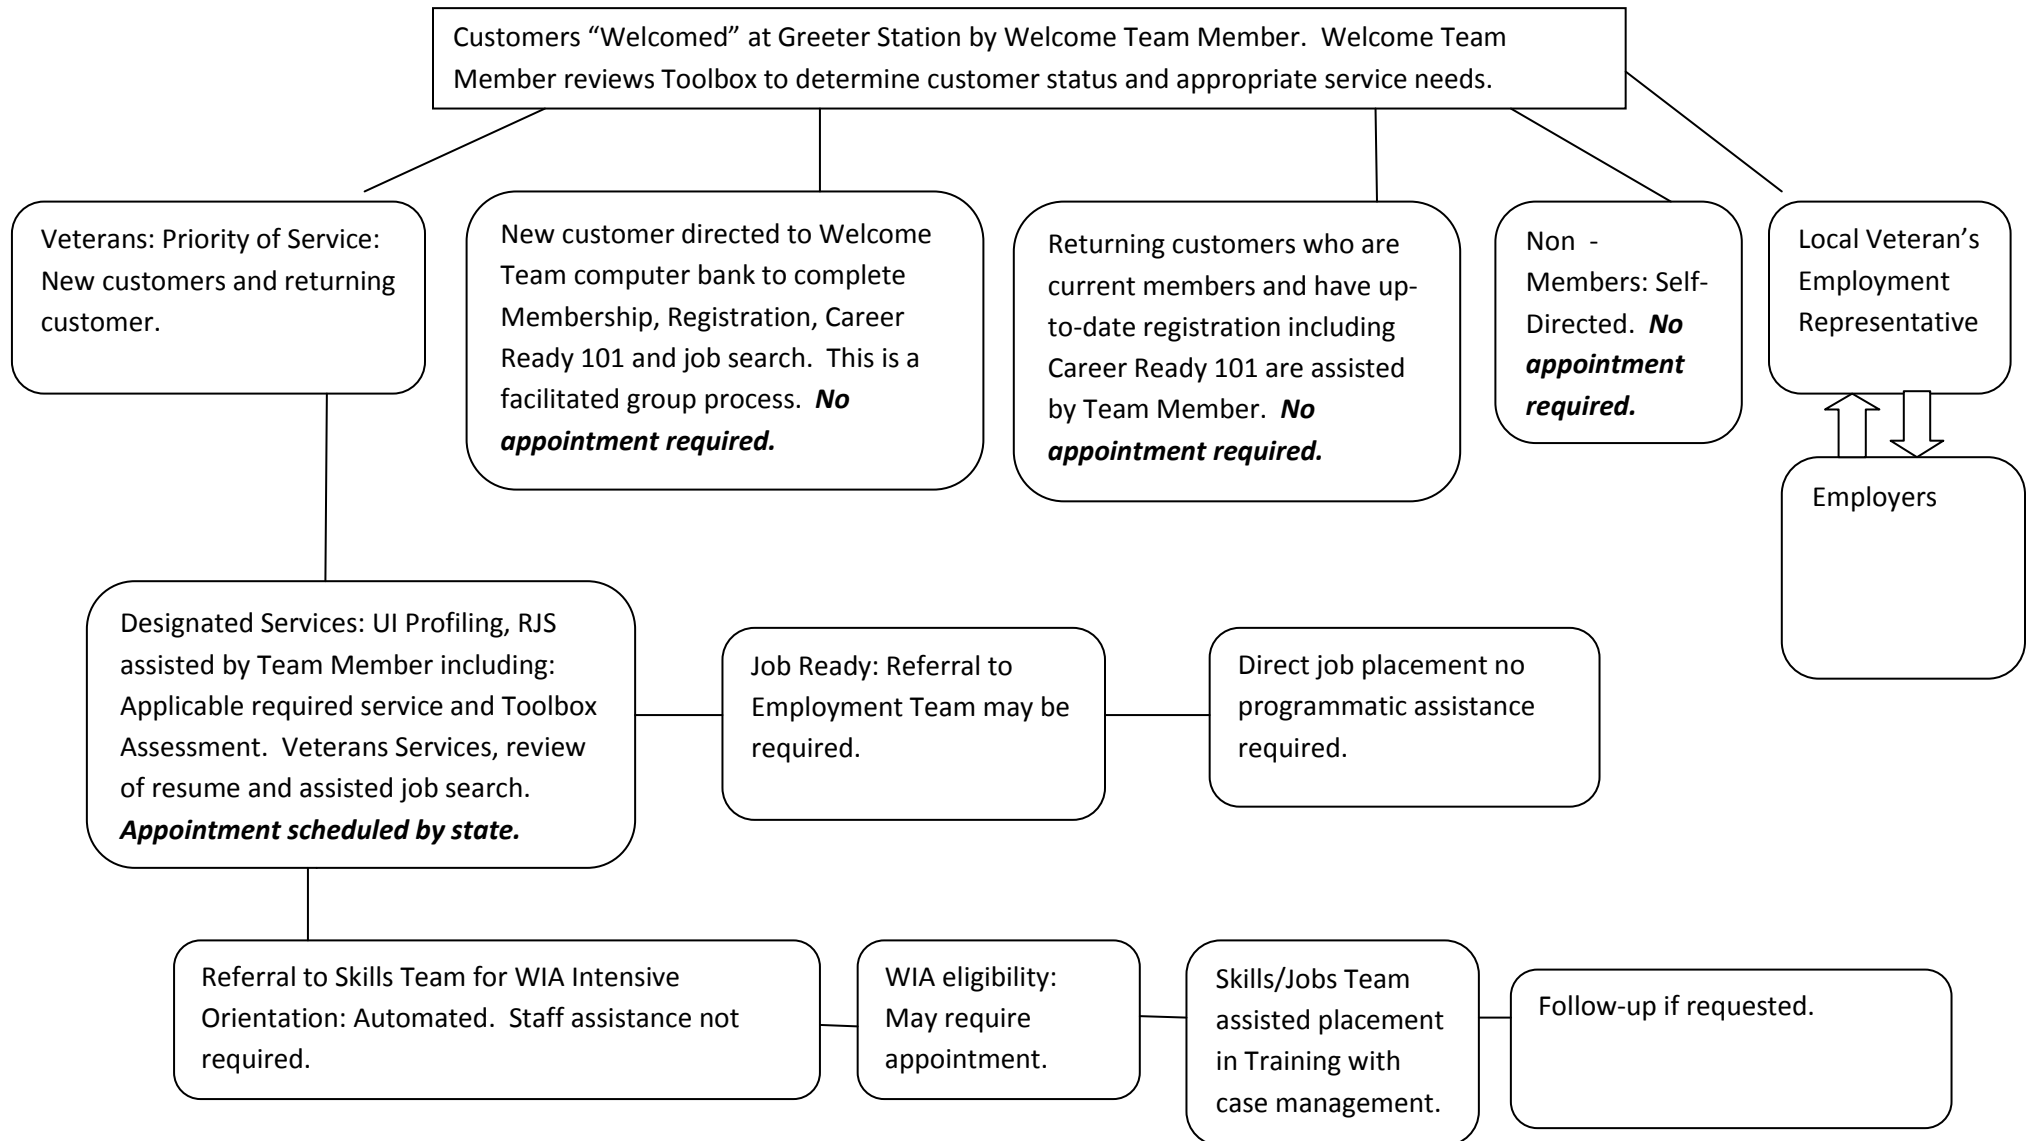 Customers “Welcomed” at Greeter Station by Welcome Team Member.  Welcome Team
Member reviews Toolbox to determine customer status and appropriate service needs.
Veterans: Priority of Service:
New customers and returning
customer.
New customer directed to Welcome
Team computer bank to complete
Membership, Registration, Career
Ready 101 and job search.  This is a
facilitated group process.  No
appointment required.
Returning customers who are
current members and have up-
to-date registration including
Career Ready 101 are assisted
by Team Member.  No
appointment required.
Non  -
Members: Self-
Directed.  No
appointment
required.
Local Veteran’s
Employment
Representative
Employers
Designated Services: UI Profiling, RJS
assisted by Team Member including:
Applicable required service and Toolbox
Assessment.  Veterans Services, review
of resume and assisted job search.
Appointment scheduled by state.
Job Ready: Referral to
Employment Team may be
required.
Direct job placement no
programmatic assistance
required.
Referral to Skills Team for WIA Intensive
Orientation: Automated.  Staff assistance not
required.
WIA eligibility:
May require
appointment.
Skills/Jobs Team
assisted placement
in Training with
case management.
Follow-up if requested.